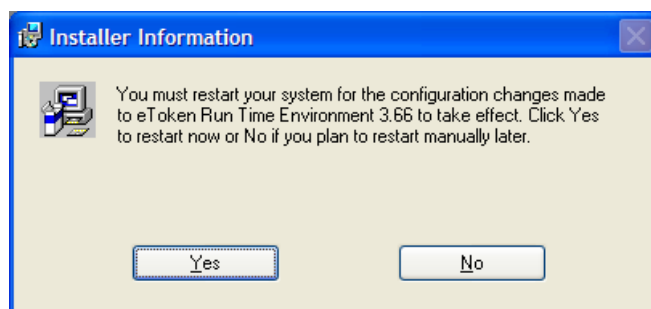 Installer Information
You must restart your system for the configuration changes made
to eToken Run Time Environment 3.66 to take effect. Click Yes
to restart now or No if you plan to restart manually later.
Yes
No